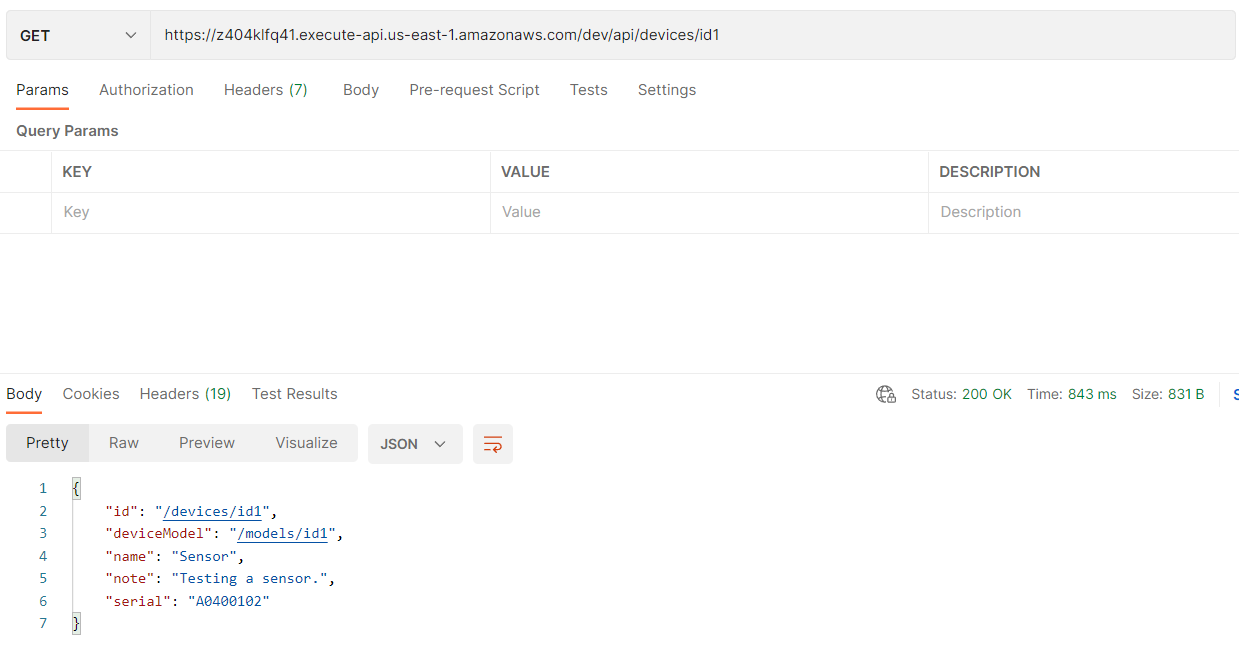 GET https://z404klfq41.execute-api.us-east-1.amazonaws.com/dev/api/devices/id1
Params Authorization Headers (7) Body Pre-request Script Tests Settings
Query Params
KEY VALUE DESCRIPTION
Key Value Description
Body Cookies Headers (19) Test Results Status: 200 OK Time: 843 ms Size: 831 B S
Pretty Raw Preview Visualize JSON
1 {
2 "id": "/devices/id1",
3 "deviceModel": "/models/id1",
4 "name": "Sensor",
5 "note": "Testing a sensor.",
6 "serial": "A0400102"
7 }